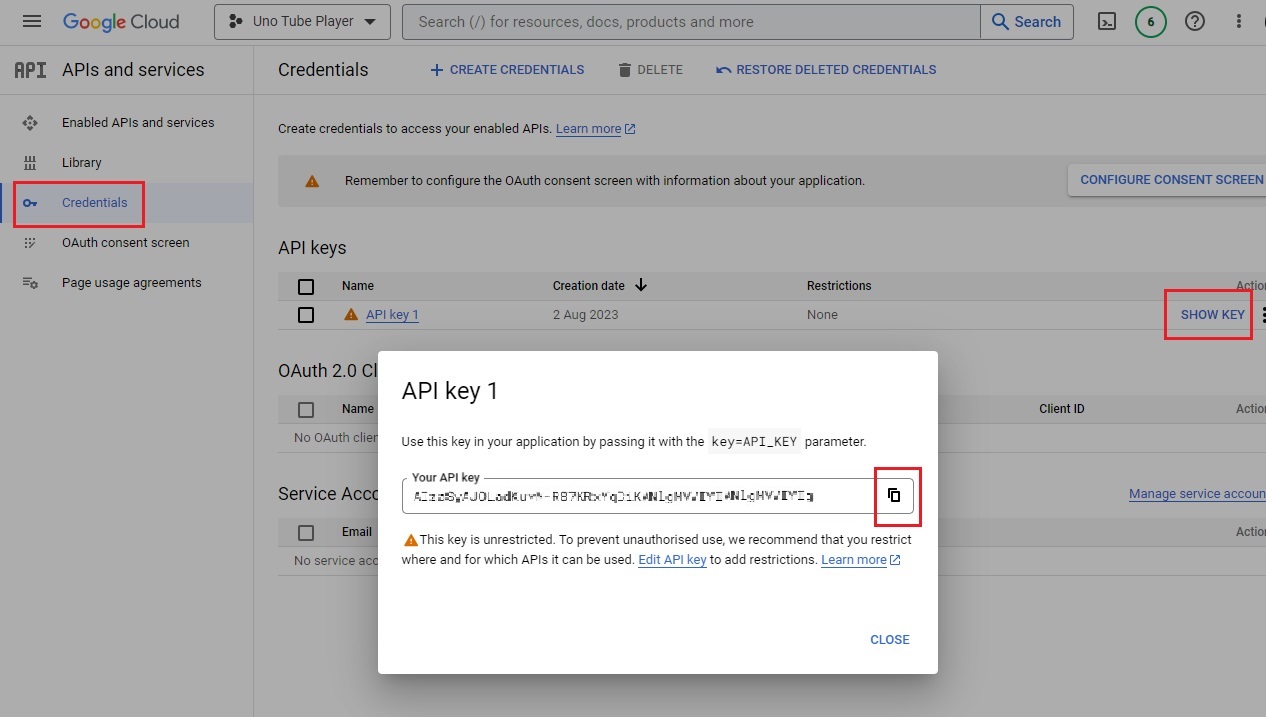 Google Cloud
Uno Tube Player
Search (/) for resources, docs, products and more
Search
6
API APIs and services
Credentials
CREATE CREDENTIALS
DELETE
RESTORE DELETED CREDENTIALS
Enabled APIs and services
Library
Credentials
OAuth consent screen
Page usage agreements
Create credentials to access your enabled APIs. Learn more
Remember to configure the OAuth consent screen with information about your application.
CONFIGURE CONSENT SCREEN
API keys
Name Creation date Restrictions Action
API key 1 2 Aug 2023 None SHOW KEY
OAuth 2.0 Cl
Name Client ID Action
No OAuth clien
Service Acco
Manage service accoun
Email Action
No service acc
API key 1
Use this key in your application by passing it with the key=API_KEY parameter.
Your API key
This key is unrestricted. To prevent unauthorised use, we recommend that you restrict
where and for which APIs it can be used. Edit API key to add restrictions. Learn more
CLOSE